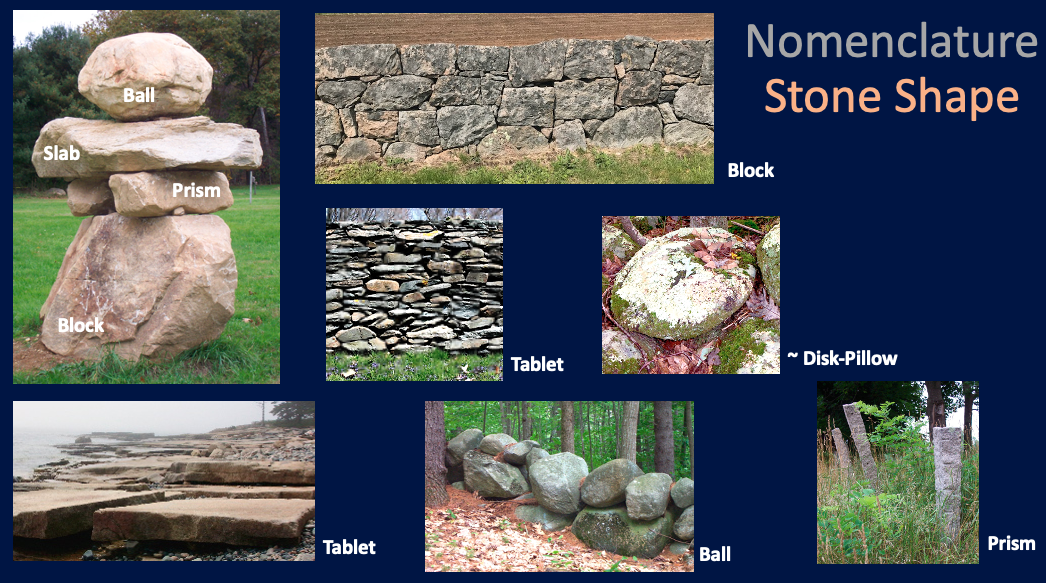 Nomenclature
Stone Shape
Ball
Slab
Prism
Block
Block
Tablet
~ Disk-Pillow
Tablet
Ball
Prism